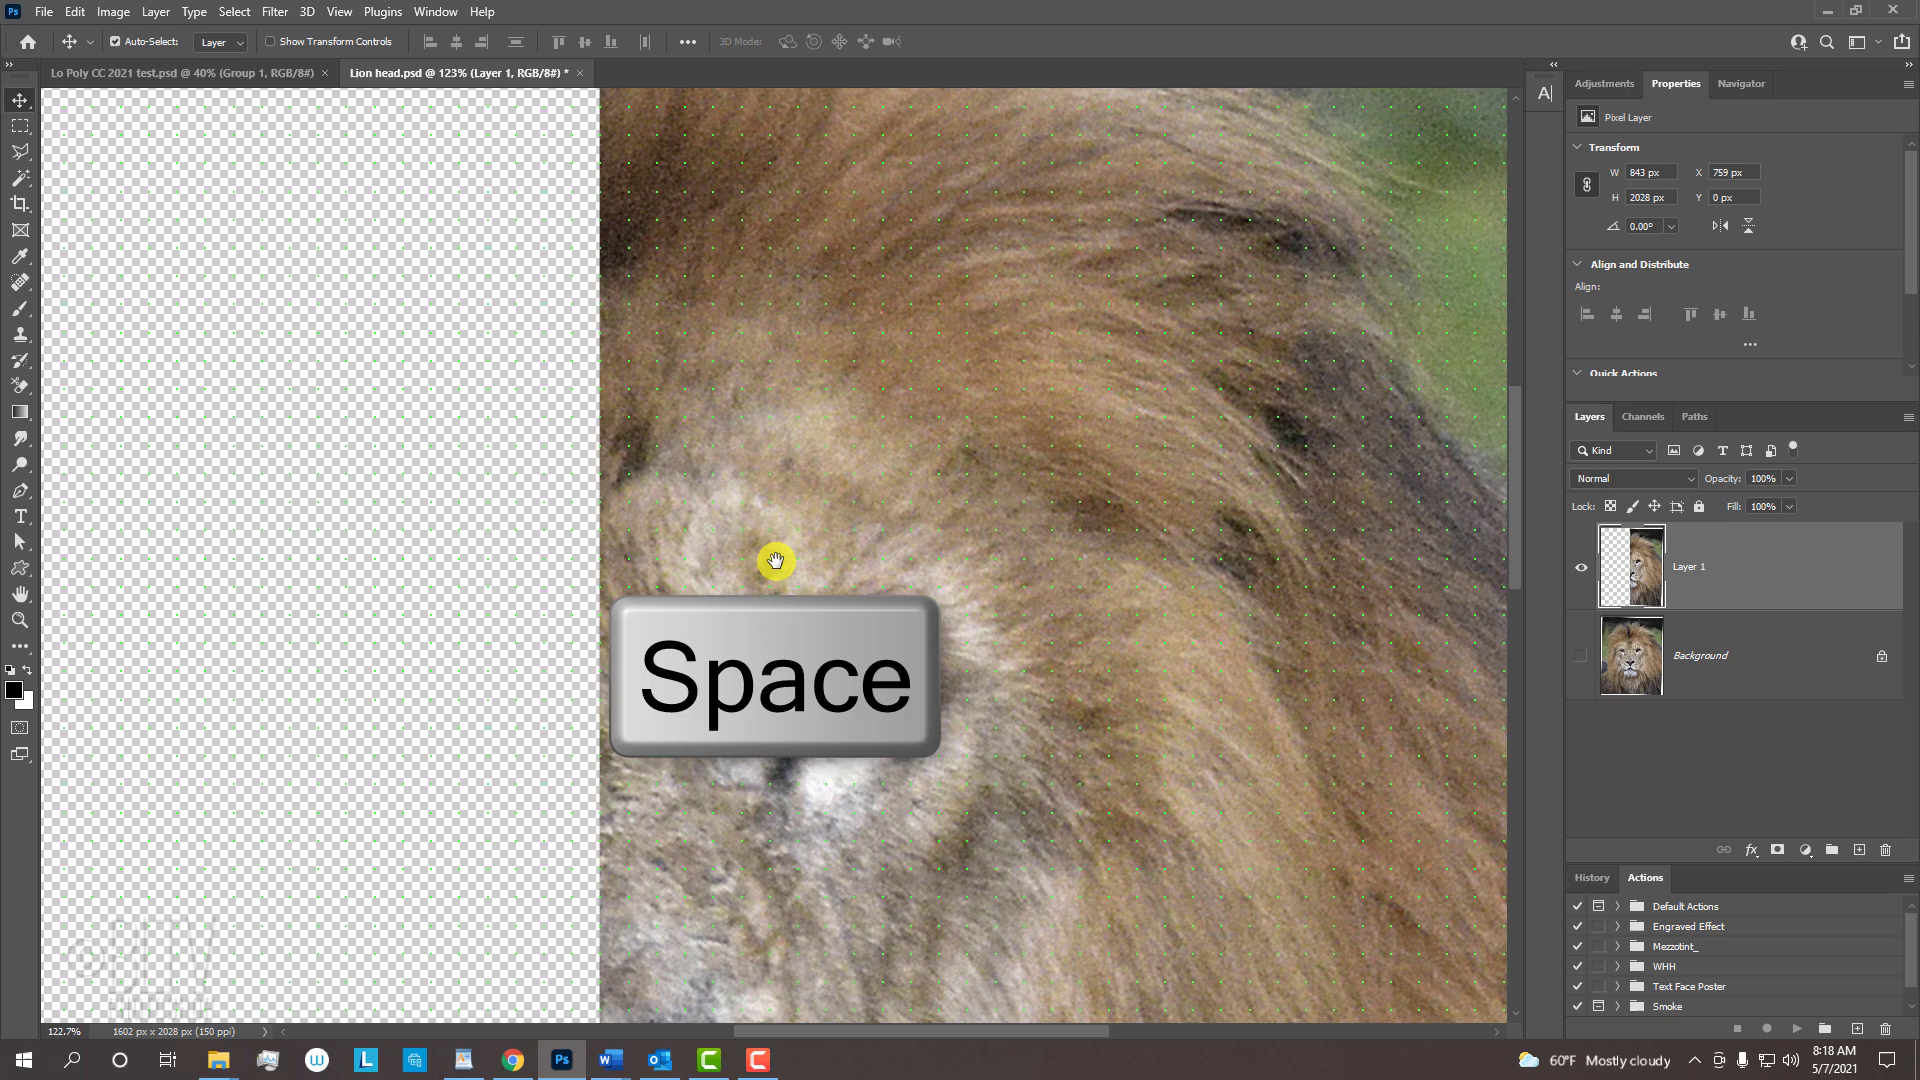 Ps File Edit Image Layer Type Select Filter 3D View Plugins Window Help
Auto-Select: Layer Show Transform Controls 3D Mode:
Lo Poly CC 2021 test.psd @ 40% (Group 1, RGB/8#) × Lion head.psd @ 123% (Layer 1, RGB/8#) * ×
Adjustments Properties Navigator
Pixel Layer
Transform
W 843 px X 759 px
H 2028 px Y 0 px
0.00°
Align and Distribute
Align:
Quick Actions
Layers Channels Paths
Kind
Normal Opacity: 100%
Lock: Fill: 100%
Layer 1
Background
Space
History Actions
Default Actions
Engraved Effect
Mezzotint_
WHH
Text Face Poster
Smoke
122.7% 1602 px x 2028 px (150 ppi)
60°F Mostly cloudy
8:18 AM
5/7/2021